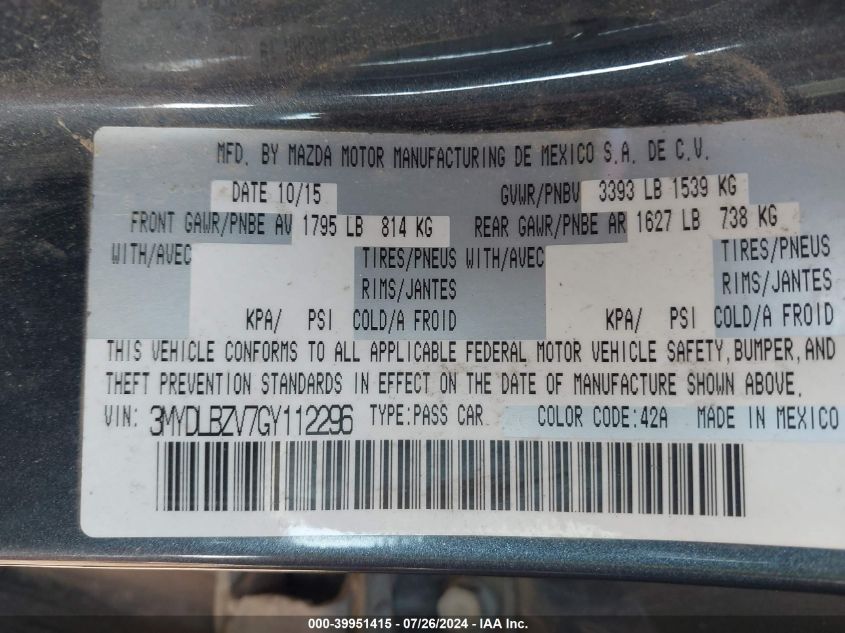 MFD. BY MAZDA MOTOR MANUFACTURING DE MEXICO S.A. DE C.V.
DATE 10/15 GVWR/PNBV 3393 LB 1539 KG
FRONT GAWR/PNBE AV 1795 LB 814 KG REAR GAWR/PNBE AR 1627 LB 738 KG
WITH/AVEC TIRES/PNEUS WITH/AVEC TIRES/PNEUS
RIMS/JANTES RIMS/JANTES
KPA/ PSI COLD/A FROID KPA/ PSI COLD/A FROID
THIS VEHICLE CONFORMS TO ALL APPLICABLE FEDERAL MOTOR VEHICLE SAFETY, BUMPER, AND
THEFT PREVENTION STANDARDS IN EFFECT ON THE DATE OF MANUFACTURE SHOWN ABOVE.
VIN: 3MYDLBZV7GY112296 TYPE:PASS CAR COLOR CODE:42A MADE IN MEXICO
000-39951415 - 07/26/2024 - IAA Inc.